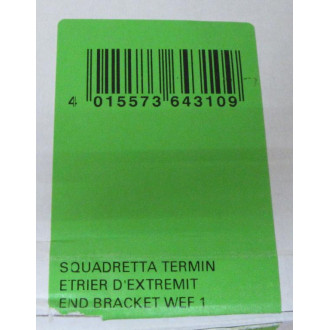 4 015573 643109
SQUADRETTA TERMIN
ETRIER D'EXTREMIT
END BRACKET WEF 1